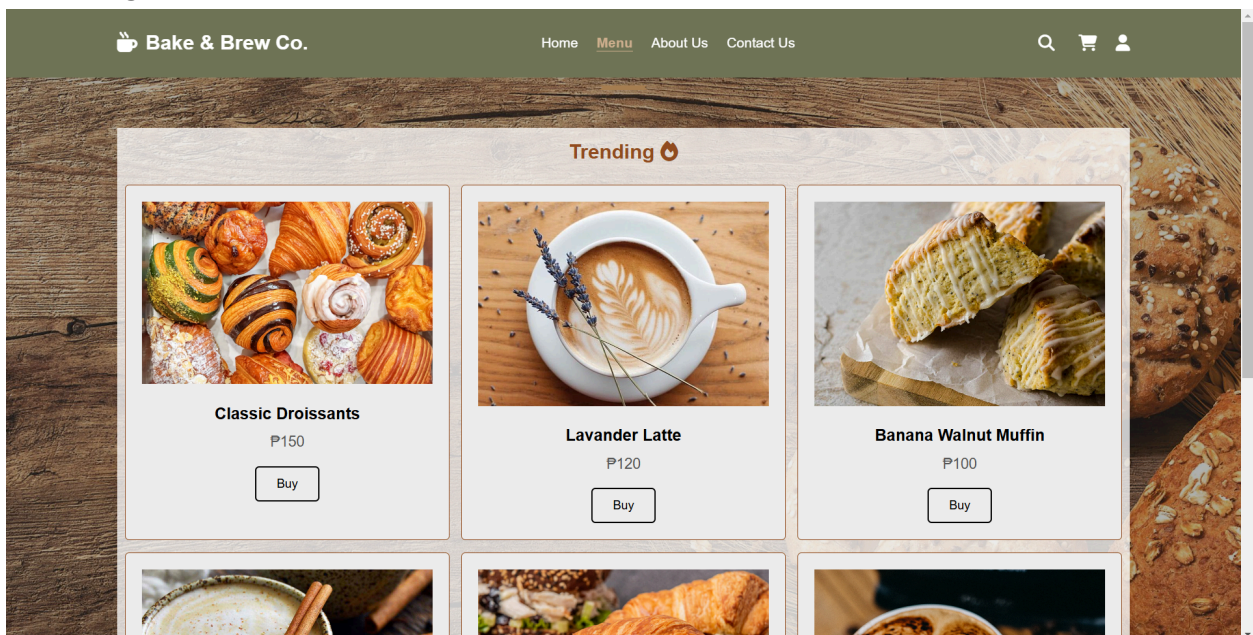 Bake & Brew Co.
Home Menu About Us Contact Us
Trending
Classic Droissants
₱150
Buy
Lavander Latte
₱120
Buy
Banana Walnut Muffin
₱100
Buy